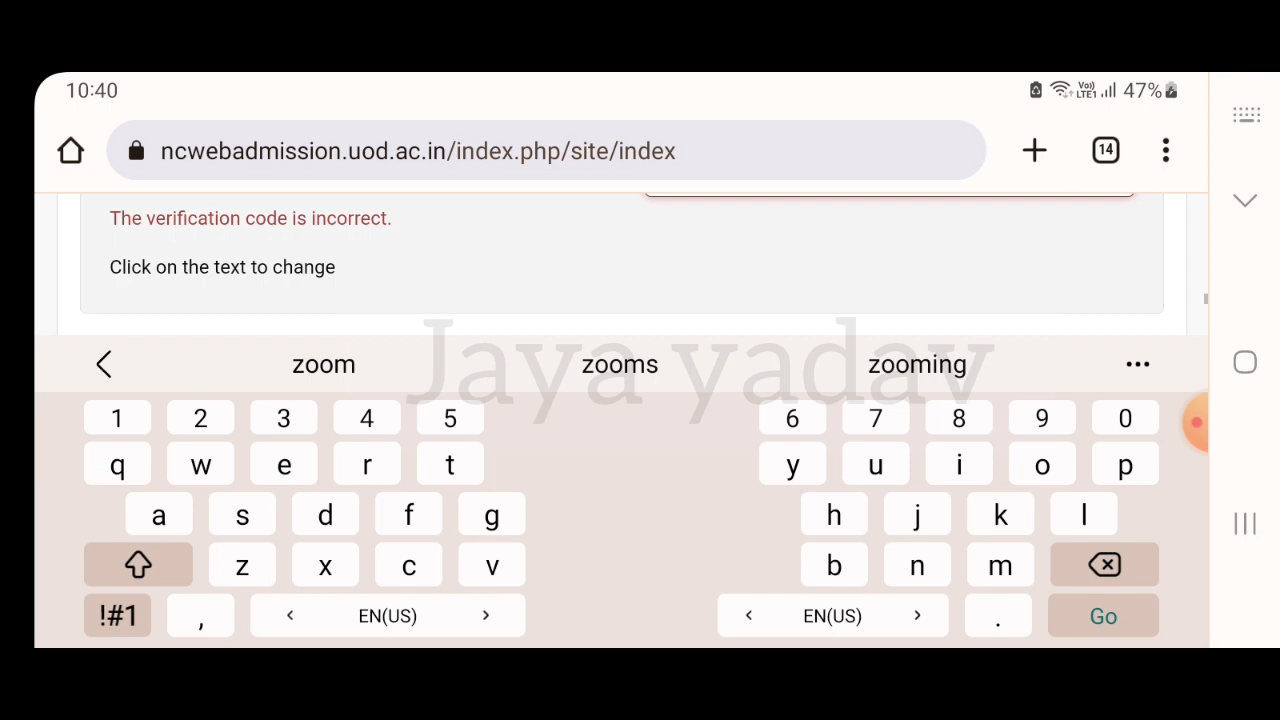 10:40
Vo)) LTE1 47%
ncwebadmission.uod.ac.in/index.php/site/index
14
The verification code is incorrect.
Click on the text to change
Jaya yadav
zoom zooms zooming
1 2 3 4 5 6 7 8 9 0
q w e r t y u i o p
a s d f g h j k l
z x c v b n m
!#1 , < EN(US) > < EN(US) > . Go